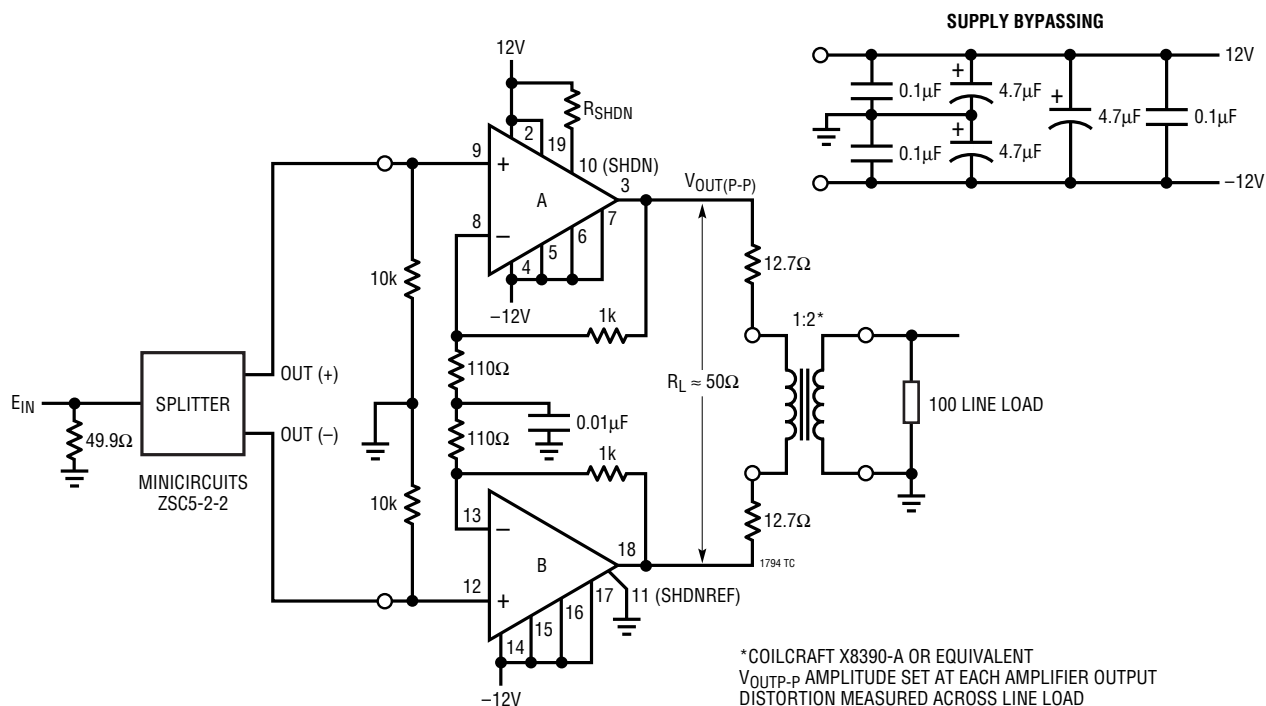 SUPPLY BYPASSING
12V
0.1µF
4.7µF
4.7µF
0.1µF
0.1µF
4.7µF
–12V
12V
RSHDN
2
19
9
+
10 (SHDN)
3
VOUT(P-P)
A
7
8
–
6
5
4
–12V
12.7Ω
10k
1k
1:2*
110Ω
RL ≈ 50Ω
OUT (+)
EIN
SPLITTER
100 LINE LOAD
49.9Ω
OUT (–)
0.01µF
110Ω
1k
MINICIRCUITS
ZSC5-2-2
10k
12.7Ω
13
–
18
B
1794 TC
12
+
17
11 (SHDNREF)
16
15
14
–12V
*COILCRAFT X8390-A OR EQUIVALENT
VOUTP-P AMPLITUDE SET AT EACH AMPLIFIER OUTPUT
DISTORTION MEASURED ACROSS LINE LOAD
+
+
+